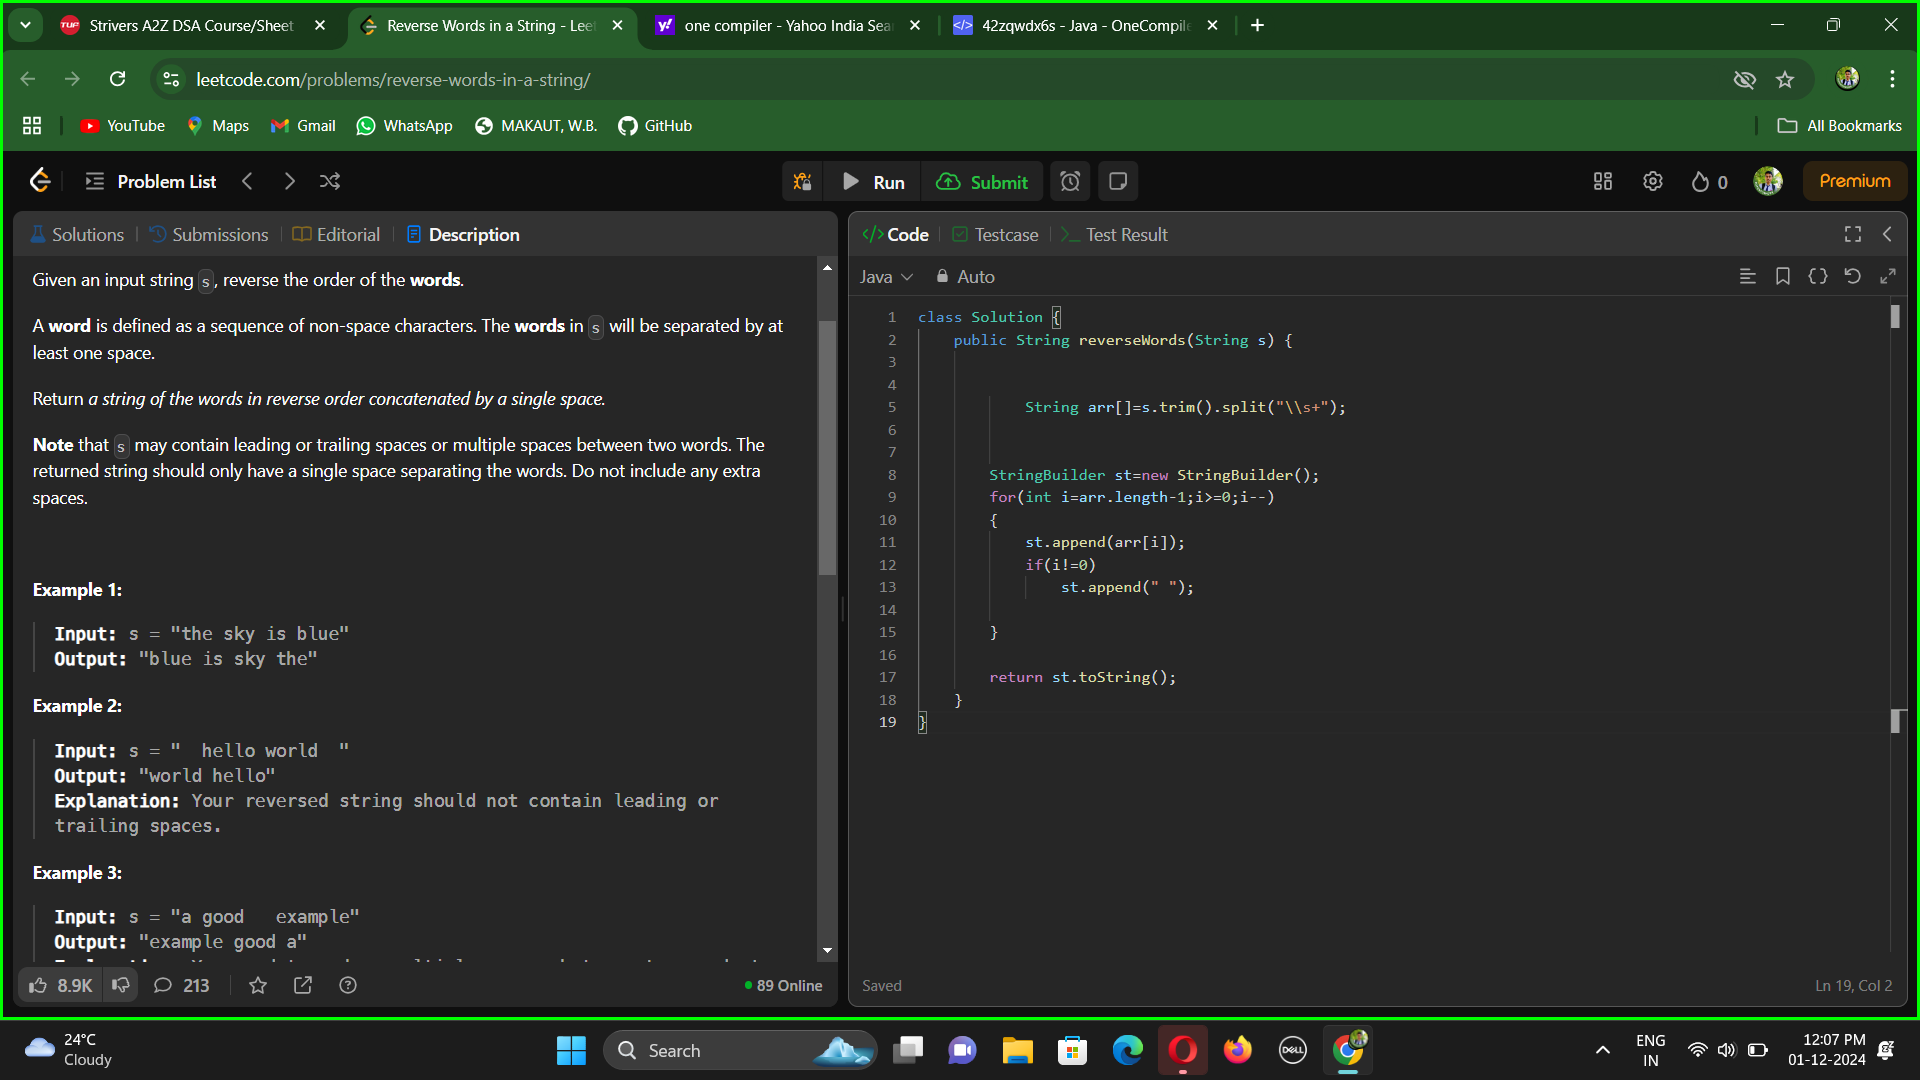 Strivers A2Z DSA Course/Sheet
Reverse Words in a String - Leet
one compiler - Yahoo India Sea
42zqwdx6s - Java - OneCompile
leetcode.com/problems/reverse-words-in-a-string/
YouTube
Maps
Gmail
WhatsApp
MAKAUT, W.B.
GitHub
All Bookmarks
Problem List
Run
Submit
0
Premium
Solutions
Submissions
Editorial
Description
Given an input string s, reverse the order of the words.
A word is defined as a sequence of non-space characters. The words in s will be separated by at
least one space.
Return a string of the words in reverse order concatenated by a single space.
Note that s may contain leading or trailing spaces or multiple spaces between two words. The
returned string should only have a single space separating the words. Do not include any extra
spaces.
Example 1:
Input: s = "the sky is blue"
Output: "blue is sky the"
Example 2:
Input: s = "  hello world  "
Output: "world hello"
Explanation: Your reversed string should not contain leading or
trailing spaces.
Example 3:
Input: s = "a good   example"
Output: "example good a"
8.9K
213
89 Online
Code
Testcase
Test Result
Java
Auto
1 class Solution {
2 public String reverseWords(String s) {
3
4
5 String arr[]=s.trim().split("\\s+");
6
7
8 StringBuilder st=new StringBuilder();
9 for(int i=arr.length-1;i>=0;i--)
10 {
11 st.append(arr[i]);
12 if(i!=0)
13 st.append(" ");
14
15 }
16
17 return st.toString();
18 }
19 }
Saved
Ln 19, Col 2
24°C
Cloudy
Search
DELL
ENG
IN
12:07 PM
01-12-2024